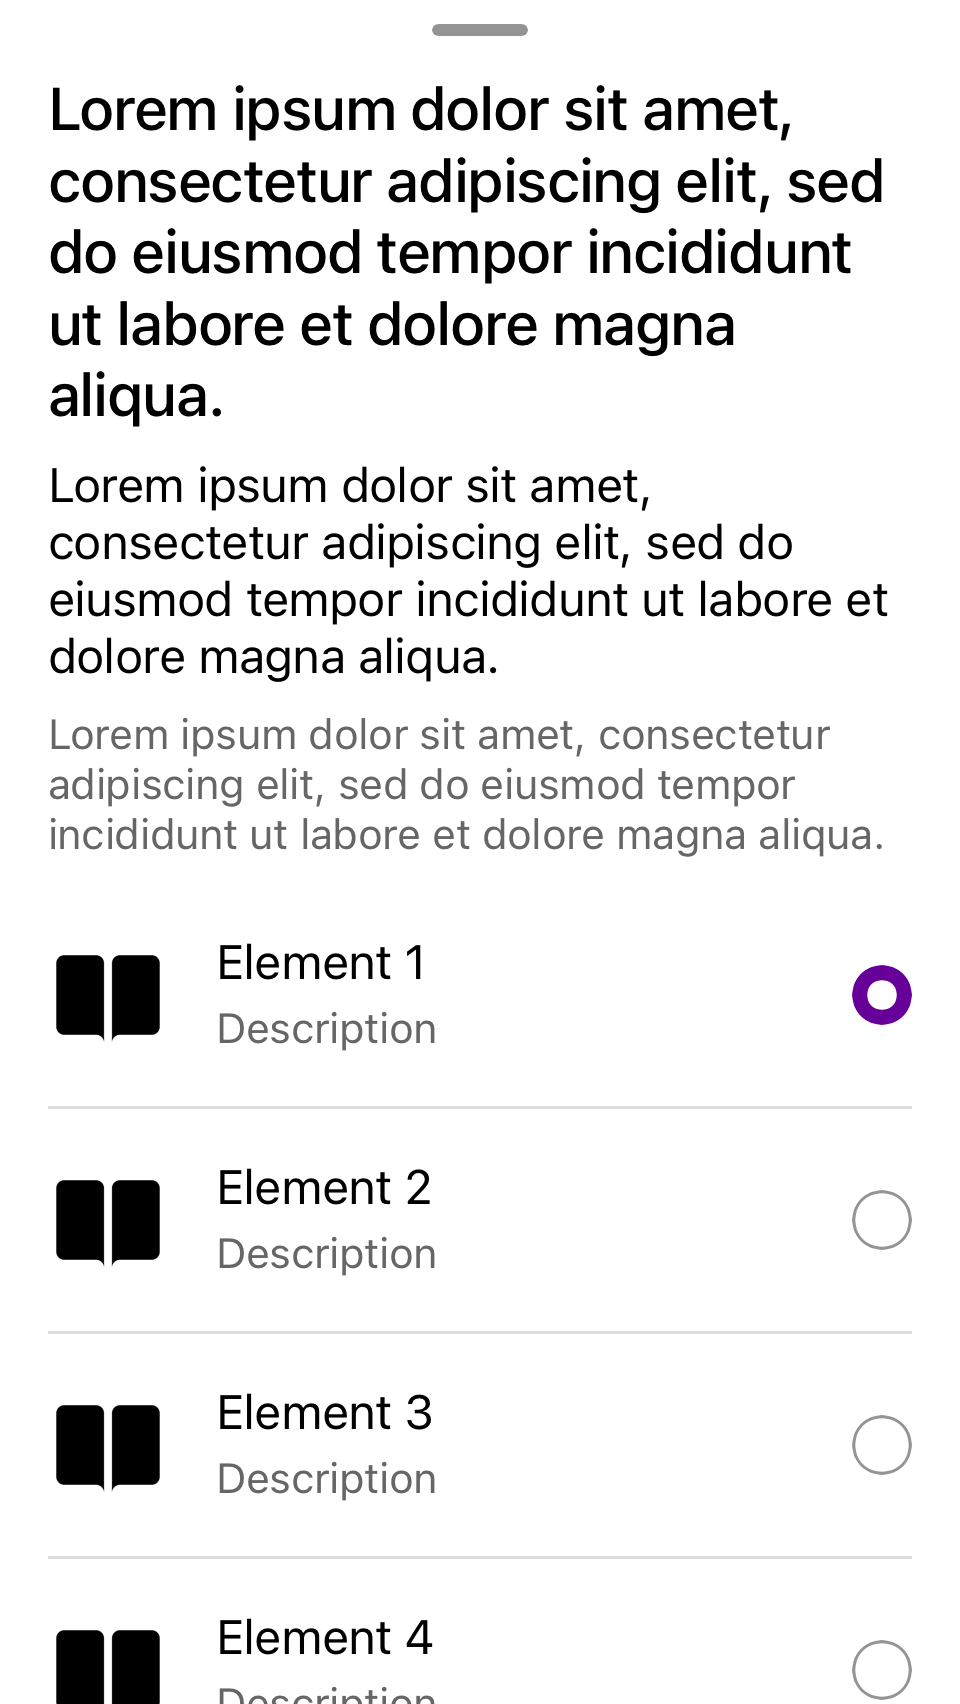 Lorem ipsum dolor sit amet,
consectetur adipiscing elit, sed
do eiusmod tempor incididunt
ut labore et dolore magna
aliqua.
Lorem ipsum dolor sit amet,
consectetur adipiscing elit, sed do
eiusmod tempor incididunt ut labore et
dolore magna aliqua.
Lorem ipsum dolor sit amet, consectetur
adipiscing elit, sed do eiusmod tempor
incididunt ut labore et dolore magna aliqua.
Element 1
Description
Element 2
Description
Element 3
Description
Element 4
Description